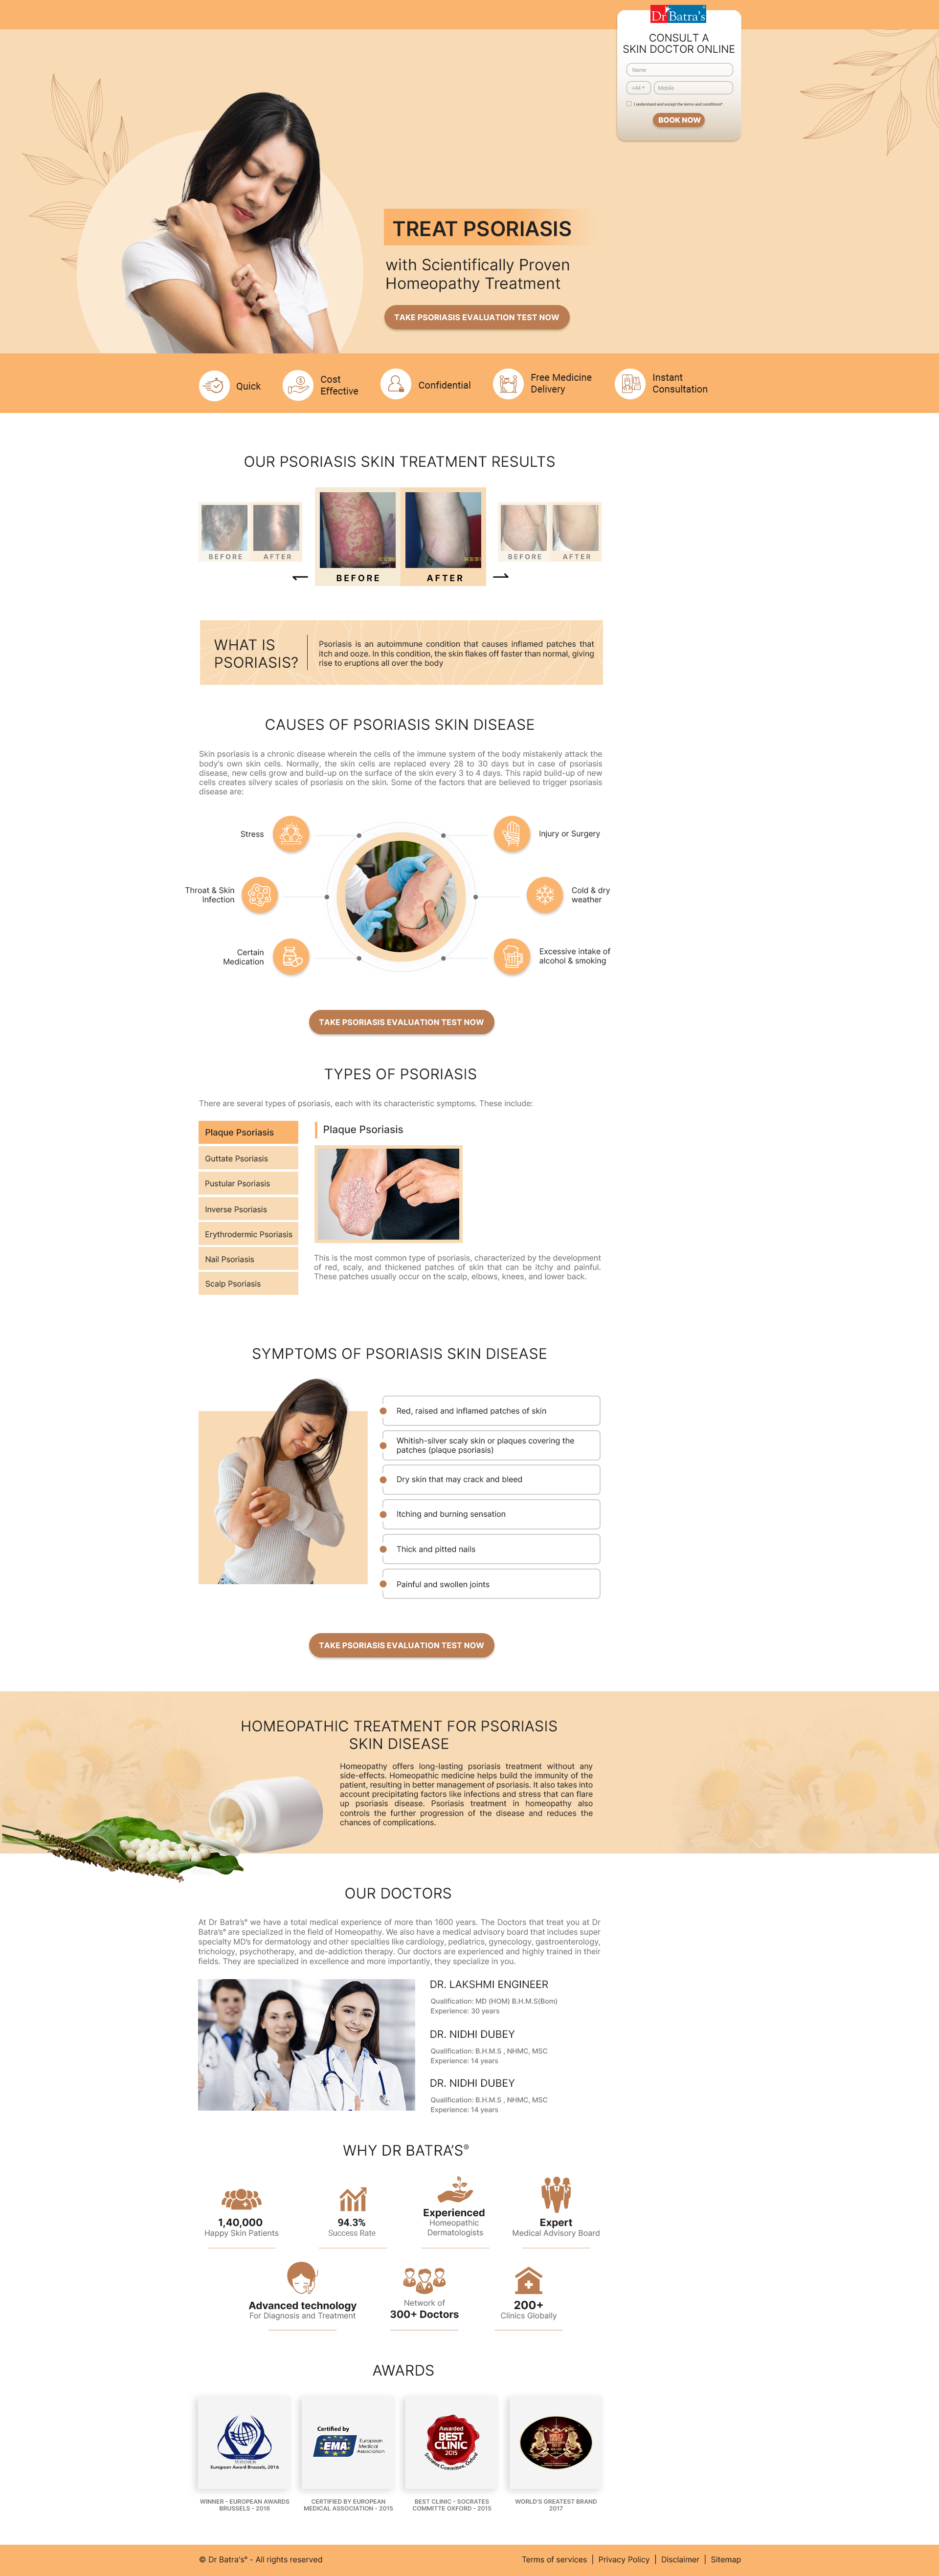 Dr Batra's
CONSULT A
SKIN DOCTOR ONLINE
Name
+44
Mobile
I understand and accept the terms and conditions*
BOOK NOW
TREAT PSORIASIS
with Scientifically Proven
Homeopathy Treatment
TAKE PSORIASIS EVALUATION TEST NOW
Quick
Cost
Effective
Confidential
Free Medicine
Delivery
Instant
Consultation
OUR PSORIASIS SKIN TREATMENT RESULTS
BEFORE AFTER
BEFORE AFTER
BEFORE AFTER
WHAT IS
PSORIASIS?
Psoriasis is an autoimmune condition that causes inflamed patches that
itch and ooze. In this condition, the skin flakes off faster than normal, giving
rise to eruptions all over the body
CAUSES OF PSORIASIS SKIN DISEASE
Skin psoriasis is a chronic disease wherein the cells of the immune system of the body mistakenly attack the
body's own skin cells. Normally, the skin cells are replaced every 28 to 30 days but in case of psoriasis
disease, new cells grow and build-up on the surface of the skin every 3 to 4 days. This rapid build-up of new
cells creates silvery scales of psoriasis on the skin. Some of the factors that are believed to trigger psoriasis
disease are:
Stress
Injury or Surgery
Throat & Skin
Infection
Cold & dry
weather
Certain
Medication
Excessive intake of
alcohol & smoking
TAKE PSORIASIS EVALUATION TEST NOW
TYPES OF PSORIASIS
There are several types of psoriasis, each with its characteristic symptoms. These include:
Plaque Psoriasis
Guttate Psoriasis
Pustular Psoriasis
Inverse Psoriasis
Erythrodermic Psoriasis
Nail Psoriasis
Scalp Psoriasis
Plaque Psoriasis
This is the most common type of psoriasis, characterized by the development
of red, scaly, and thickened patches of skin that can be itchy and painful.
These patches usually occur on the scalp, elbows, knees, and lower back.
SYMPTOMS OF PSORIASIS SKIN DISEASE
Red, raised and inflamed patches of skin
Whitish-silver scaly skin or plaques covering the
patches (plaque psoriasis)
Dry skin that may crack and bleed
Itching and burning sensation
Thick and pitted nails
Painful and swollen joints
TAKE PSORIASIS EVALUATION TEST NOW
HOMEOPATHIC TREATMENT FOR PSORIASIS
SKIN DISEASE
Homeopathy offers long-lasting psoriasis treatment without any
side-effects. Homeopathic medicine helps build the immunity of the
patient, resulting in better management of psoriasis. It also takes into
account precipitating factors like infections and stress that can flare
up psoriasis disease. Psoriasis treatment in homeopathy also
controls the further progression of the disease and reduces the
chances of complications.
OUR DOCTORS
At Dr Batra's® we have a total medical experience of more than 1600 years. The Doctors that treat you at Dr
Batra's® are specialized in the field of Homeopathy. We also have a medical advisory board that includes super
specialty MD's for dermatology and other specialties like cardiology, pediatrics, gynecology, gastroenterology,
trichology, psychotherapy, and de-addiction therapy. Our doctors are experienced and highly trained in their
fields. They are specialized in excellence and more importantly, they specialize in you.
DR. LAKSHMI ENGINEER
Qualification: MD (HOM) B.H.M.S(Bom)
Experience: 30 years
DR. NIDHI DUBEY
Qualification: B.H.M.S , NHMC, MSC
Experience: 14 years
DR. NIDHI DUBEY
Qualification: B.H.M.S , NHMC, MSC
Experience: 14 years
WHY DR BATRA'S®
1,40,000
Happy Skin Patients
94.3%
Success Rate
Experienced
Homeopathic
Dermatologists
Expert
Medical Advisory Board
Advanced technology
For Diagnosis and Treatment
Network of
300+ Doctors
200+
Clinics Globally
AWARDS
WINNER
European Award Brussels, 2016
Certified by
EMA
European
Medical
Association
Awarded
BEST
CLINIC
2015
Socrates Committee, Oxford
WINNER - EUROPEAN AWARDS
BRUSSELS - 2016
CERTIFIED BY EUROPEAN
MEDICAL ASSOCIATION - 2015
BEST CLINIC - SOCRATES
COMMITTE OXFORD - 2015
WORLD'S GREATEST BRAND
2017
© Dr Batra's® - All rights reserved
Terms of services | Privacy Policy | Disclaimer | Sitemap